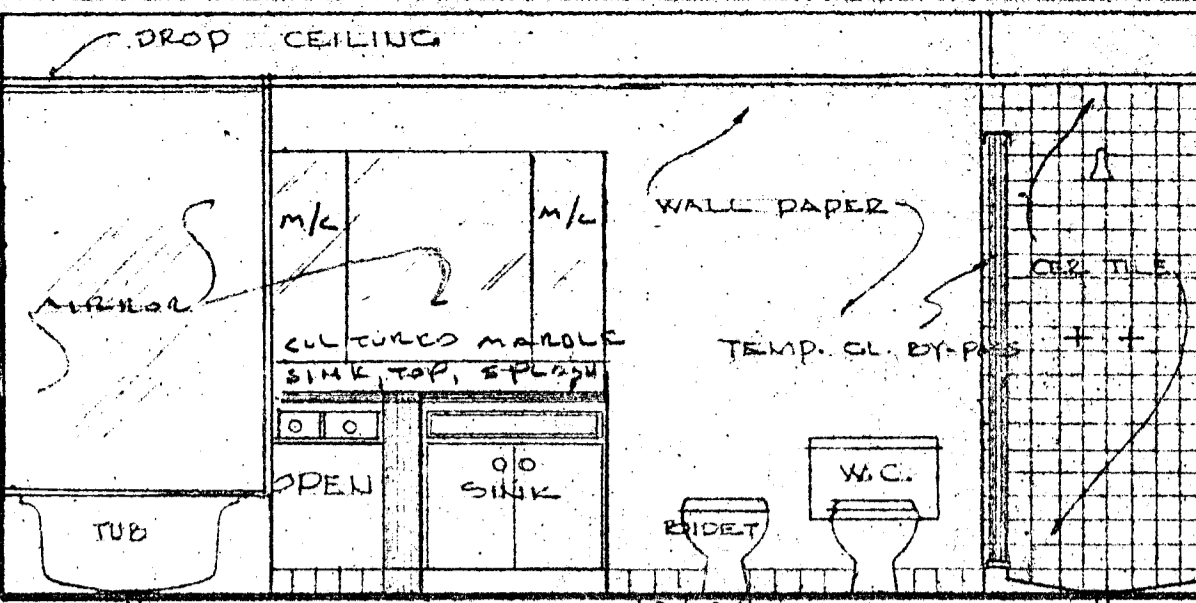 DROP CEILING
M/C
M/C
WALL PAPER
MIRROR
CER TILE
CULTURED MARBLE
SINK, TOP, SPLASH
TEMP. GL. BY-PASS
OPEN
SINK
W.C.
TUB
BIDET